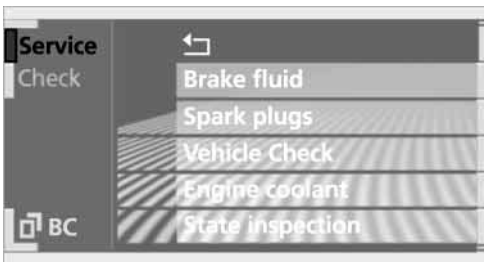 Service
Check
Brake fluid
Spark plugs
Vehicle Check
Engine coolant
State inspection
BC